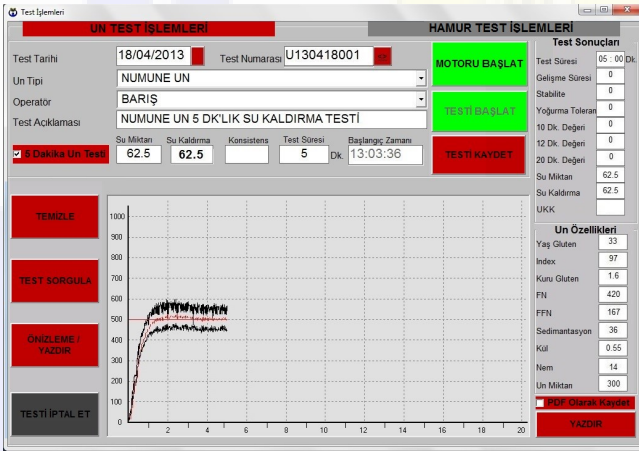 Test İşlemleri
UN TEST İŞLEMLERİ
HAMUR TEST İŞLEMLERİ
Test Tarihi
18/04/2013
Test Numarası
U130418001
Un Tipi
NUMUNE UN
Operatör
BARIŞ
Test Açıklaması
NUMUNE UN 5 DK'LIK SU KALDIRMA TESTİ
5 Dakika Un Testi
Su Miktarı
62.5
Su Kaldırma
62.5
Konsistens
Test Süresi
5
Dk.
Başlangıç Zamanı
13:03:36
MOTORU BAŞLAT
TESTİ BAŞLAT
TESTİ KAYDET
Test Sonuçları
Test Süresi 05 : 00 Dk.
Gelişme Süresi 0
Stabilite 0
Yoğurma Toleran 0
10 Dk. Değeri 0
12 Dk. Değeri 0
20 Dk. Değeri 0
Su Miktarı 62.5
Su Kaldırma 62.5
UKK
Un Özellikleri
Yaş Gluten 33
Index 97
Kuru Gluten 1.6
FN 420
FFN 167
Sedimantasyon 36
Kül 0.55
Nem 14
Un Miktarı 300
PDF Olarak Kaydet
YAZDIR
TEMİZLE
TEST SORGULA
ÖNİZLEME /
YAZDIR
TESTİ İPTAL ET
1000
900
800
700
600
500
400
300
200
100
0
2 4 6 8 10 12 14 16 18 20